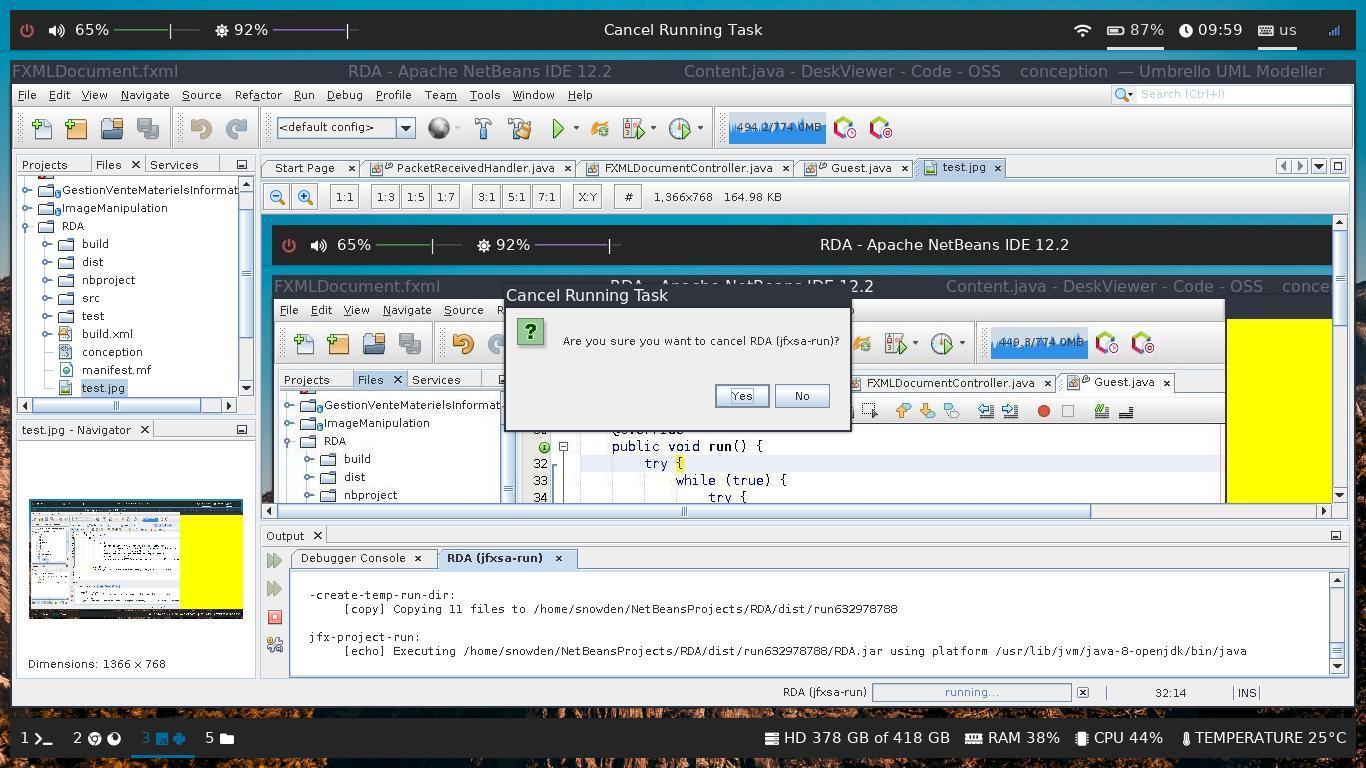 65% 92% Cancel Running Task 87% 09:59 us
FXMLDocument.fxml RDA - Apache NetBeans IDE 12.2 Content.java - DeskViewer - Code - OSS conception — Umbrello UML Modeller
File Edit View Navigate Source Refactor Run Debug Profile Team Tools Window Help Search (Ctrl+I)
<default config> 494.2/774.0MB
Projects Files Services
Start Page PacketReceivedHandler.java FXMLDocumentController.java Guest.java test.jpg
1:1 1:3 1:5 1:7 3:1 5:1 7:1 X:Y # 1,366x768 164.98 KB
GestionVenteMaterielsInformat
ImageManipulation
RDA
build
dist
nbproject
src
test
build.xml
conception
manifest.mf
test.jpg
65% 92% RDA - Apache NetBeans IDE 12.2
FXMLDocument.fxml 12.2 Content.java - DeskViewer - Code - OSS conce
Cancel Running Task
File Edit View Navigate Source
? Are you sure you want to cancel RDA (jfxsa-run)?
449.3/774.0MB
Yes No
Projects Files Services
FXMLDocumentController.java Guest.java
GestionVenteMaterielsInformat
ImageManipulation
RDA
build
dist
nbproject
public void run() {
32 try {
33 while (true) {
34 try {
test.jpg - Navigator
Dimensions: 1366 x 768
Output
Debugger Console RDA (jfxsa-run)
-create-temp-run-dir:
[copy] Copying 11 files to /home/snowden/NetBeansProjects/RDA/dist/run632978788
jfx-project-run:
[echo] Executing /home/snowden/NetBeansProjects/RDA/dist/run632978788/RDA.jar using platform /usr/lib/jvm/java-8-openjdk/bin/java
RDA (jfxsa-run) running... 32:14 INS
1 2 3 5 HD 378 GB of 418 GB RAM 38% CPU 44% TEMPERATURE 25°C